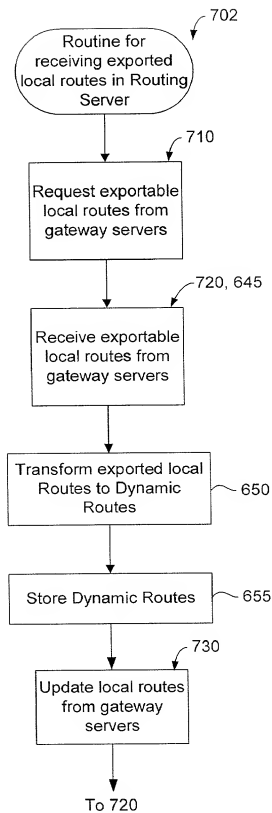 Routine for
receiving exported
local routes in Routing
Server
702
710
Request exportable
local routes from
gateway servers
720, 645
Receive exportable
local routes from
gateway servers
Transform exported local
Routes to Dynamic
Routes
650
Store Dynamic Routes
655
730
Update local routes
from gateway
servers
To 720